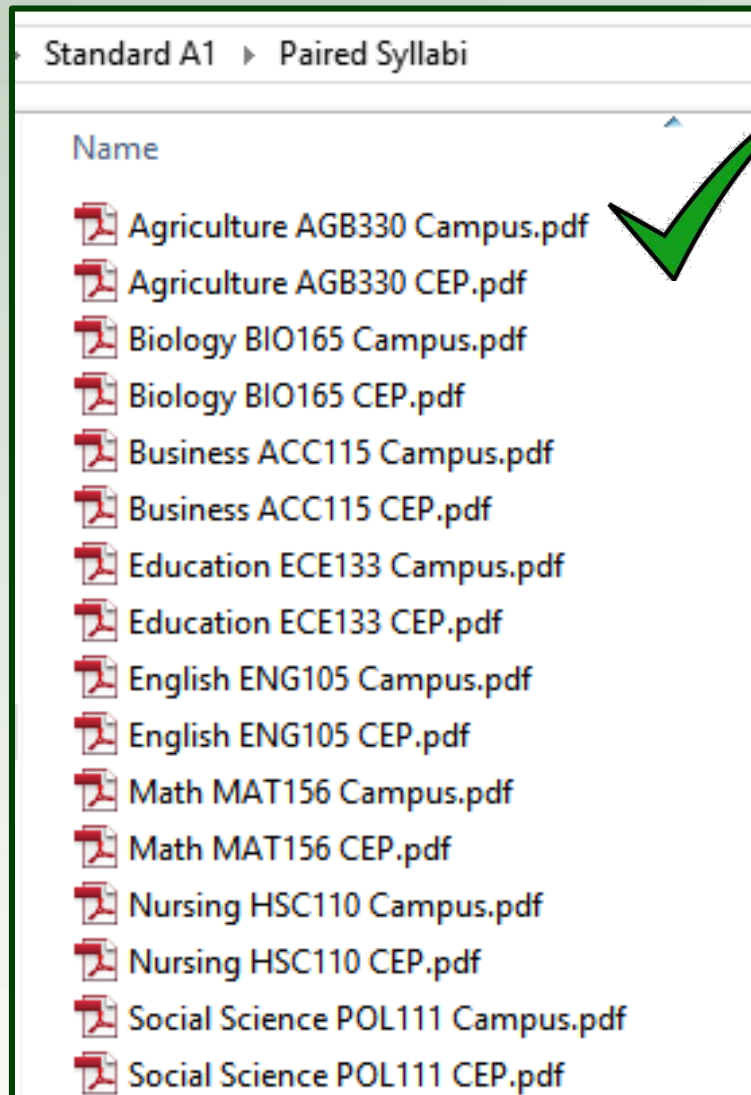 Standard A1 Paired Syllabi
Name
Agriculture AGB330 Campus.pdf
Agriculture AGB330 CEP.pdf
Biology BIO165 Campus.pdf
Biology BIO165 CEP.pdf
Business ACC115 Campus.pdf
Business ACC115 CEP.pdf
Education ECE133 Campus.pdf
Education ECE133 CEP.pdf
English ENG105 Campus.pdf
English ENG105 CEP.pdf
Math MAT156 Campus.pdf
Math MAT156 CEP.pdf
Nursing HSC110 Campus.pdf
Nursing HSC110 CEP.pdf
Social Science POL111 Campus.pdf
Social Science POL111 CEP.pdf